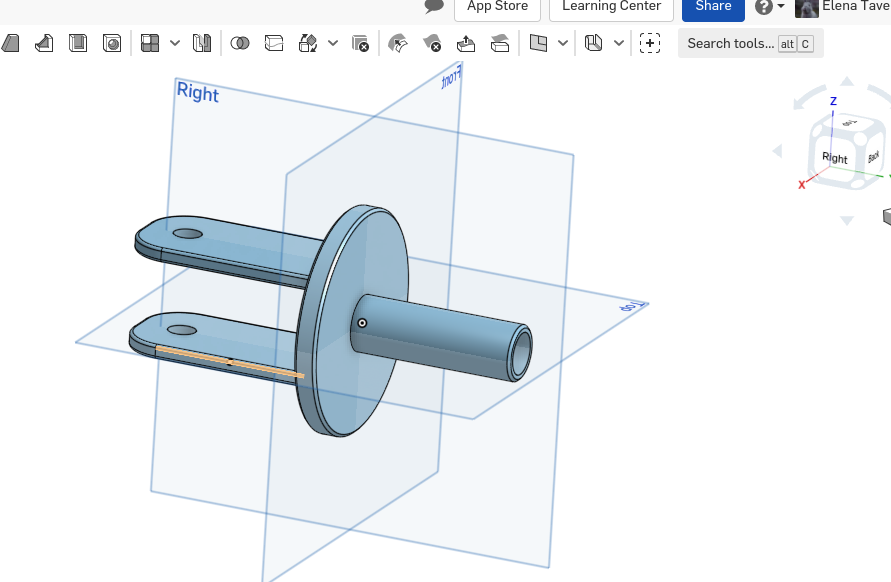 App Store
Learning Center
Share
Elena Tave
Search tools... alt C
Right
Front
Top
Z
Top
Right
Back
X